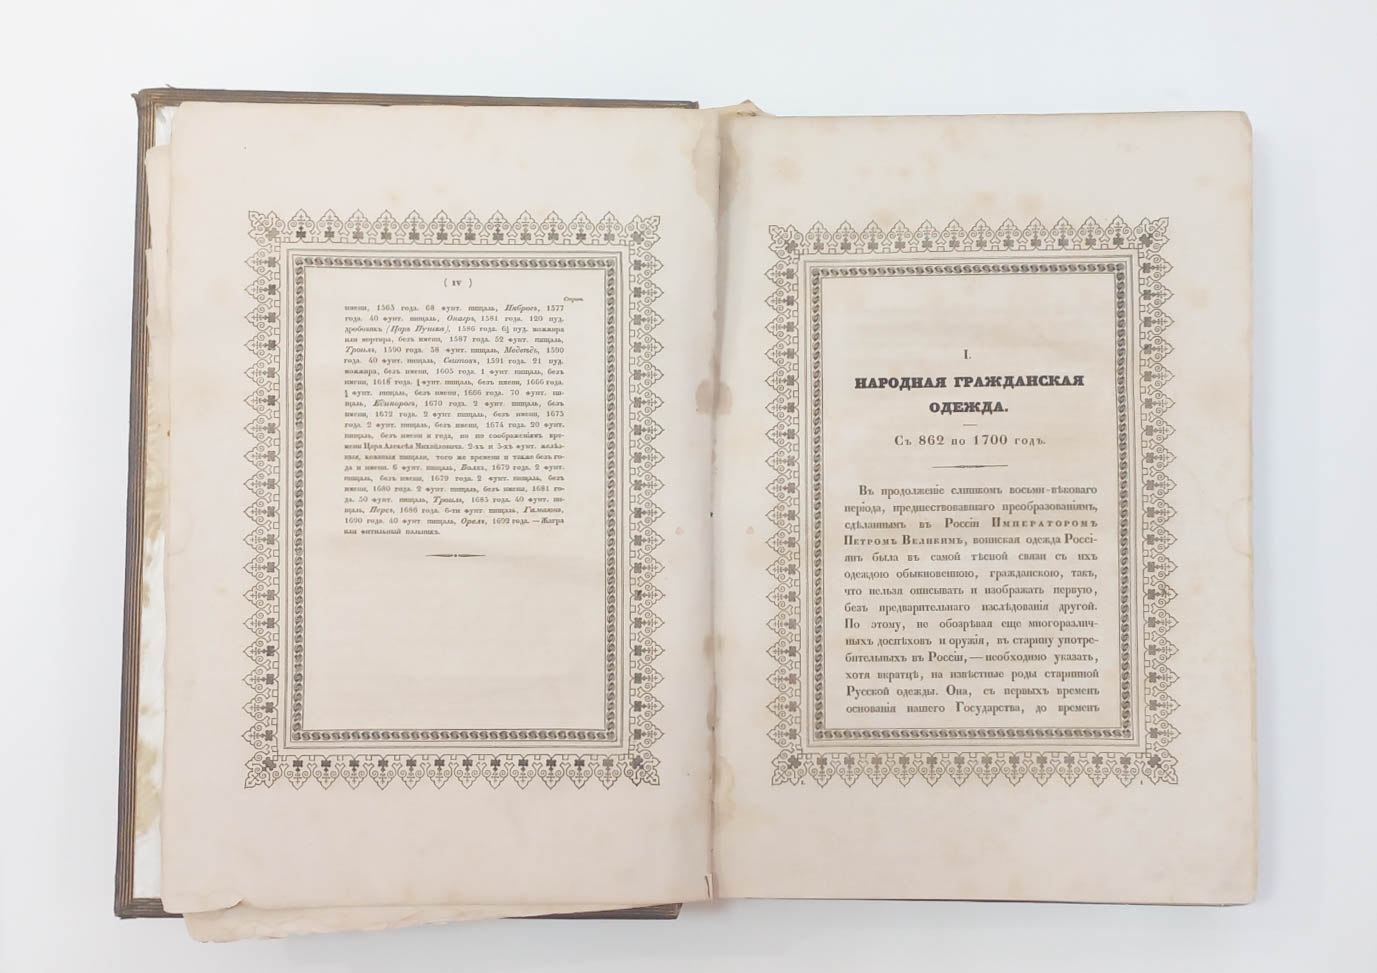 ( IV )
Стран.
имени, 1563 года. 68 фунт. пищаль, Инброгъ, 1577
года. 40 фунт. пищаль, Онагръ, 1581 года. 120 пуд.
дробовикъ (Царь Пушка), 1586 года. 6½ пуд. можжира
или мортира, безъ имени, 1587 года. 52 фунт. пищаль,
Троилъ, 1590 года. 38 фунт. пищаль, Медвѣдь, 1590
года. 40 фунт. пищаль, Свитокъ, 1591 года. 21 пуд.
можжира, безъ имени, 1605 года. 1 фунт. пищаль, безъ
имени, 1618 года. фунт. пищаль, безъ имени, 1666 года.
фунт. пищаль, безъ имени, 1666 года. 70 фунт. пи-
щаль, Единорогъ, 1670 года. 2 фунт. пищаль, безъ
имени, 1672 года. 2 фунт. пищаль, безъ имени, 1673
года. 2 фунт. пищаль, безъ имени, 1674 года. 20 фунт.
пищаль, безъ имени и года, но по соображеніямъ вре-
мени Царя Алексѣя Михайловича. 2-хъ и 3-хъ фунт. желѣз-
ныя, кованыя пищали, того же времени и также безъ го-
да и имени. 6 фунт. пищаль, Волкъ, 1679 года. 2 фунт.
пищаль, безъ имени, 1679 года. 2 фунт. пищаль, безъ
имени, 1680 года. 2 фунт. пищаль, безъ имени, 1681 го-
да. 30 фунт. пищаль, Троилъ, 1685 года. 40 фунт. пи-
щаль, Персъ, 1686 года. 6-ти фунт. пищаль, Гамаюнъ,
1690 года. 40 фунт. пищаль, Орелъ, 1692 года. — Жагра
или фитильный пальникъ.
I.
НАРОДНАЯ ГРАЖДАНСКАЯ
ОДЕЖДА.
Съ 862 по 1700 годъ.
Въ продолженіе слишкомъ восьми-вѣковаго
періода, предшествовавшаго преобразованіямъ,
сдѣланнымъ въ Россіи ИМПЕРАТОРОМЪ
ПЕТРОМЪ ВЕЛИКИМЪ, воинская одежда Россі-
янъ была въ самой тѣсной связи съ ихъ
одеждою обыкновенною, гражданскою, такъ,
что нельзя описывать и изображать первую,
безъ предварительнаго изслѣдованія другой.
По этому, не обозрѣвая еще многоразлич-
ныхъ доспѣховъ и оружія, въ старину употре-
бительныхъ въ Россіи, — необходимо указать,
хотя вкратцѣ, на извѣстные роды старинной
Русской одежды. Она, съ первыхъ временъ
основанія нашего Государства, до временъ
I.
1